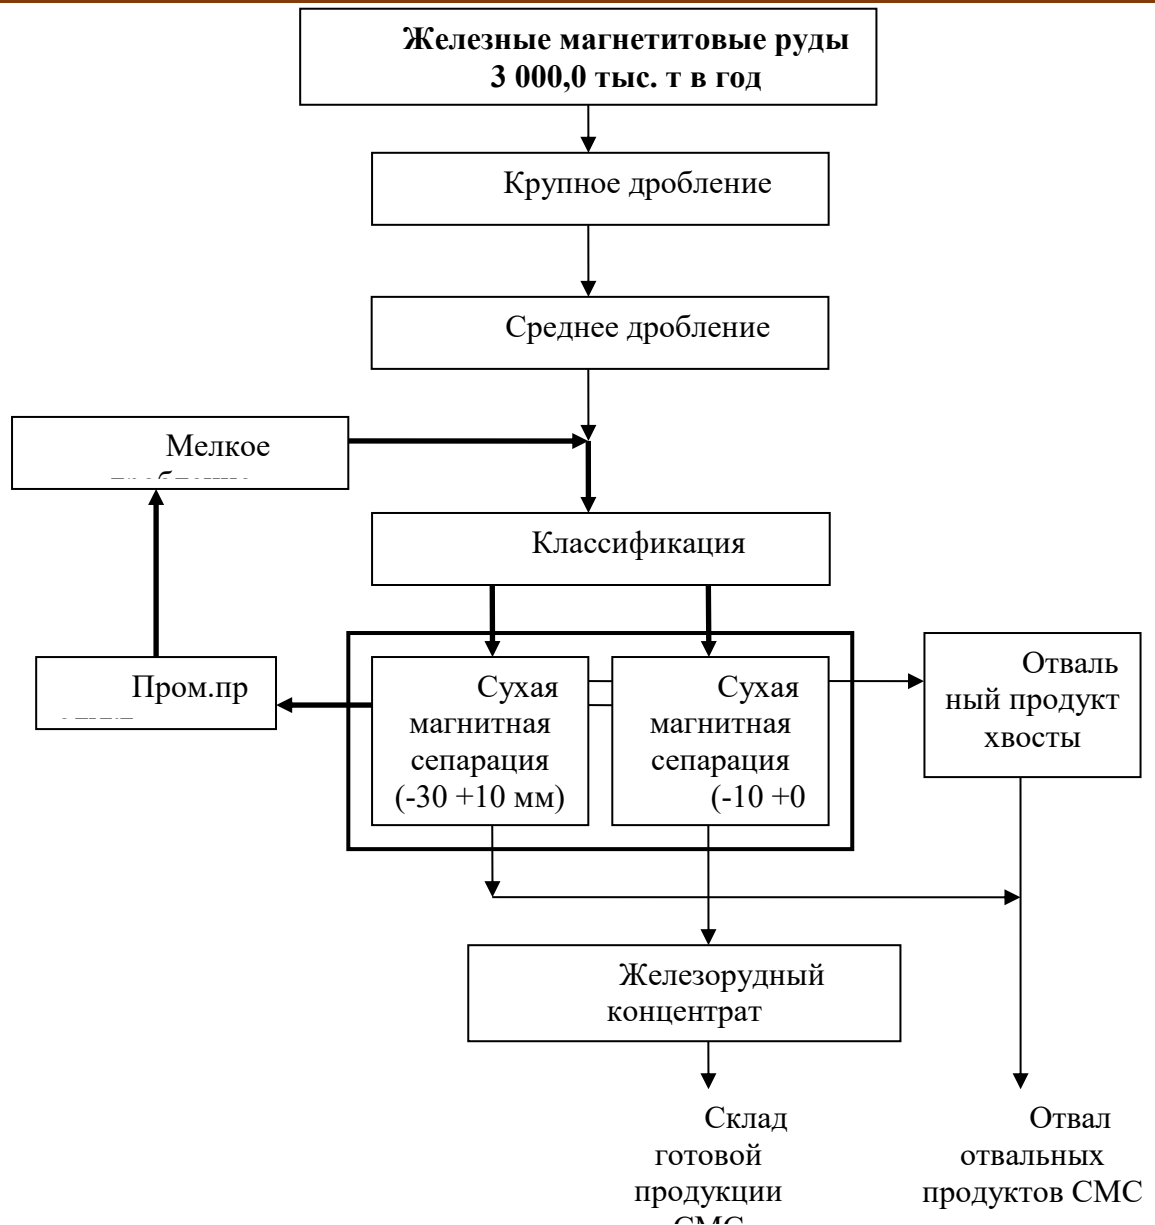 Железные магнетитовые руды
3 000,0 тыс. т в год
Крупное дробление
Среднее дробление
Мелкое
Классификация
Пром.пр
Сухая
магнитная
сепарация
(-30 +10 мм)
Сухая
магнитная
сепарация
(-10 +0
Отваль
ный продукт
хвосты
Железорудный
концентрат
Склад
готовой
продукции
СМС
Отвал
отвальных
продуктов СМС